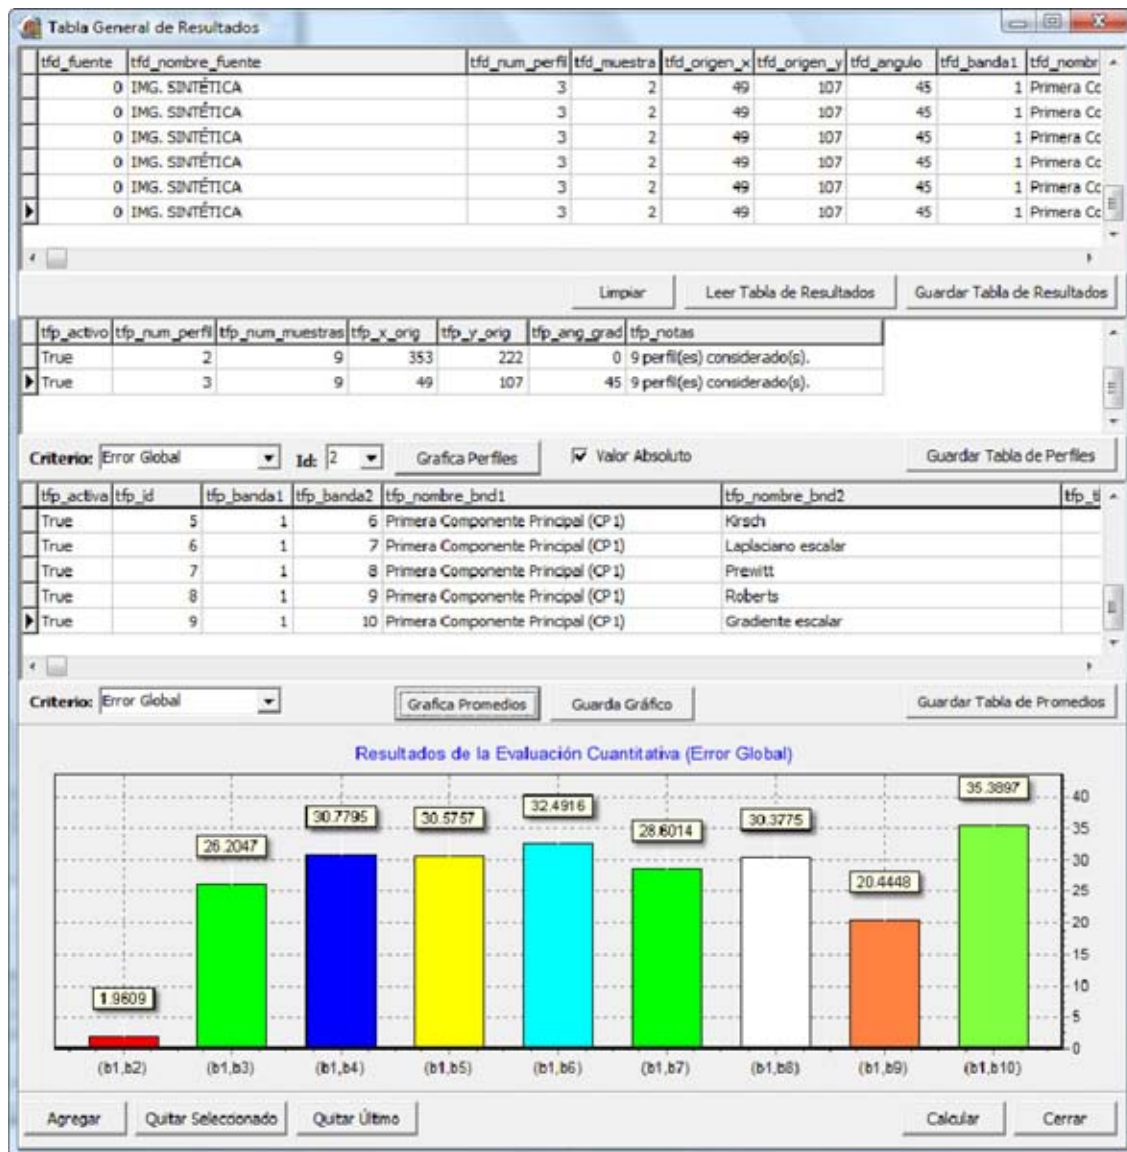 Tabla General de Resultados
tfd_fuente tfd_nombre_fuente tfd_num_perfil tfd_muestra tfd_origen_x tfd_origen_y tfd_angulo tfd_banda1 tfd_nombr
0 IMG. SINTÉTICA 3 2 49 107 45 1 Primera Co
0 IMG. SINTÉTICA 3 2 49 107 45 1 Primera Co
0 IMG. SINTÉTICA 3 2 49 107 45 1 Primera Co
0 IMG. SINTÉTICA 3 2 49 107 45 1 Primera Co
0 IMG. SINTÉTICA 3 2 49 107 45 1 Primera Co
0 IMG. SINTÉTICA 3 2 49 107 45 1 Primera Co
Limpiar Leer Tabla de Resultados Guardar Tabla de Resultados
tfp_activo tfp_num_perfil tfp_num_muestras tfp_x_orig tfp_y_orig tfp_ang_grad tfp_notas
True 2 9 353 222 0 9 perfil(es) considerado(s).
True 3 9 49 107 45 9 perfil(es) considerado(s).
Criterio: Error Global Id: 2 Grafica Perfiles Valor Absoluto Guardar Tabla de Perfiles
tfp_activa tfp_id tfp_banda1 tfp_banda2 tfp_nombre_bnd1 tfp_nombre_bnd2
True 5 1 6 Primera Componente Principal (CP1) Kirsch
True 6 1 7 Primera Componente Principal (CP1) Laplaciano escalar
True 7 1 8 Primera Componente Principal (CP1) Prewitt
True 8 1 9 Primera Componente Principal (CP1) Roberts
True 9 1 10 Primera Componente Principal (CP1) Gradiente escalar
Criterio: Error Global Grafica Promedios Guarda Gráfico Guardar Tabla de Promedios
Resultados de la Evaluación Cuantitativa (Error Global)
1.9609 26.2047 30.7795 30.5757 32.4916 28.6014 30.3775 20.4448 35.3897
40
35
30
25
20
15
10
5
0
(b1,b2) (b1,b3) (b1,b4) (b1,b5) (b1,b6) (b1,b7) (b1,b8) (b1,b9) (b1,b10)
Agregar Quitar Seleccionado Quitar Último Calcular Cerrar